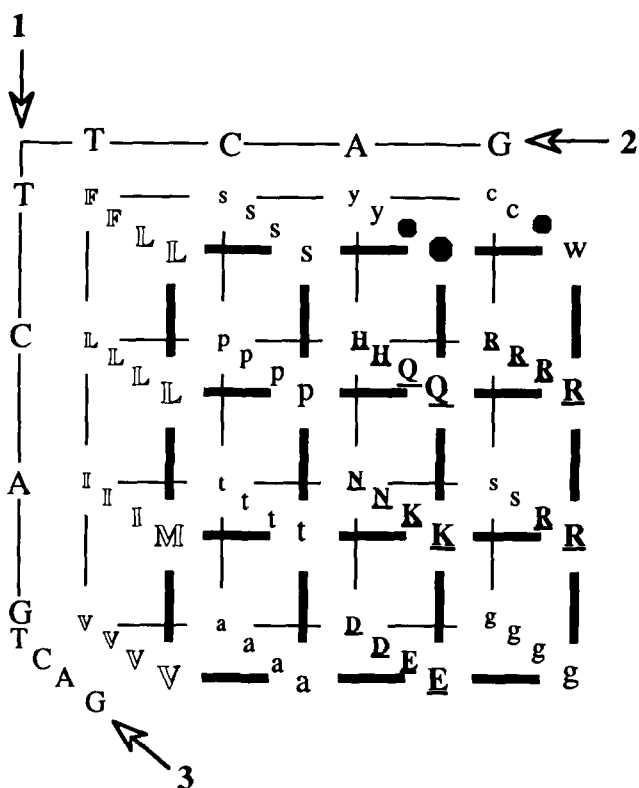 1
T C A G 2
T F s y c
F s y c
L s
L s w
C L p H R
L p H R
L p Q R
L p Q R
A I t N s
I t N s
I t K R
M t K R
G V a D g
T V a D g
C V a E g
A V a E g
G
3